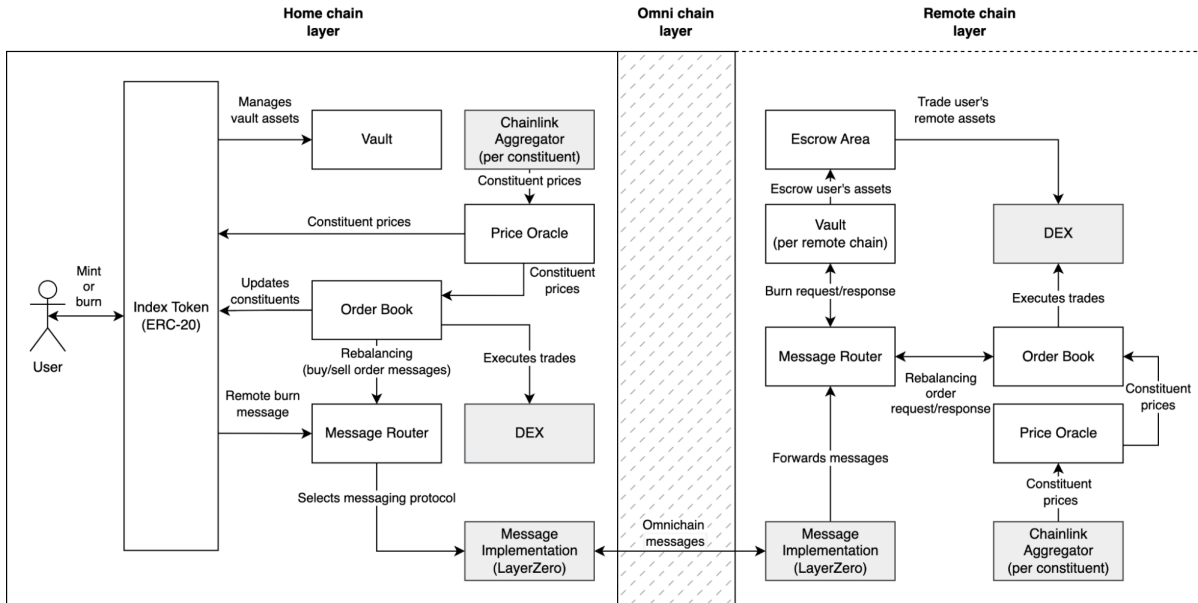 Home chain
layer
Omni chain
layer
Remote chain
layer
Manages
vault assets
Vault
Chainlink
Aggregator
(per constituent)
Constituent prices
Constituent prices
Price Oracle
Constituent
prices
Mint
or
burn
User
Index Token
(ERC-20)
Updates
constituents
Order Book
Rebalancing
(buy/sell order messages)
Executes trades
Remote burn
message
Message Router
DEX
Selects messaging protocol
Message
Implementation
(LayerZero)
Omnichain
messages
Escrow Area
Trade user's
remote assets
Escrow user's assets
Vault
(per remote chain)
DEX
Burn request/response
Executes trades
Message Router
Order Book
Rebalancing
order
request/response
Constituent
prices
Price Oracle
Forwards messages
Constituent
prices
Message
Implementation
(LayerZero)
Chainlink
Aggregator
(per constituent)